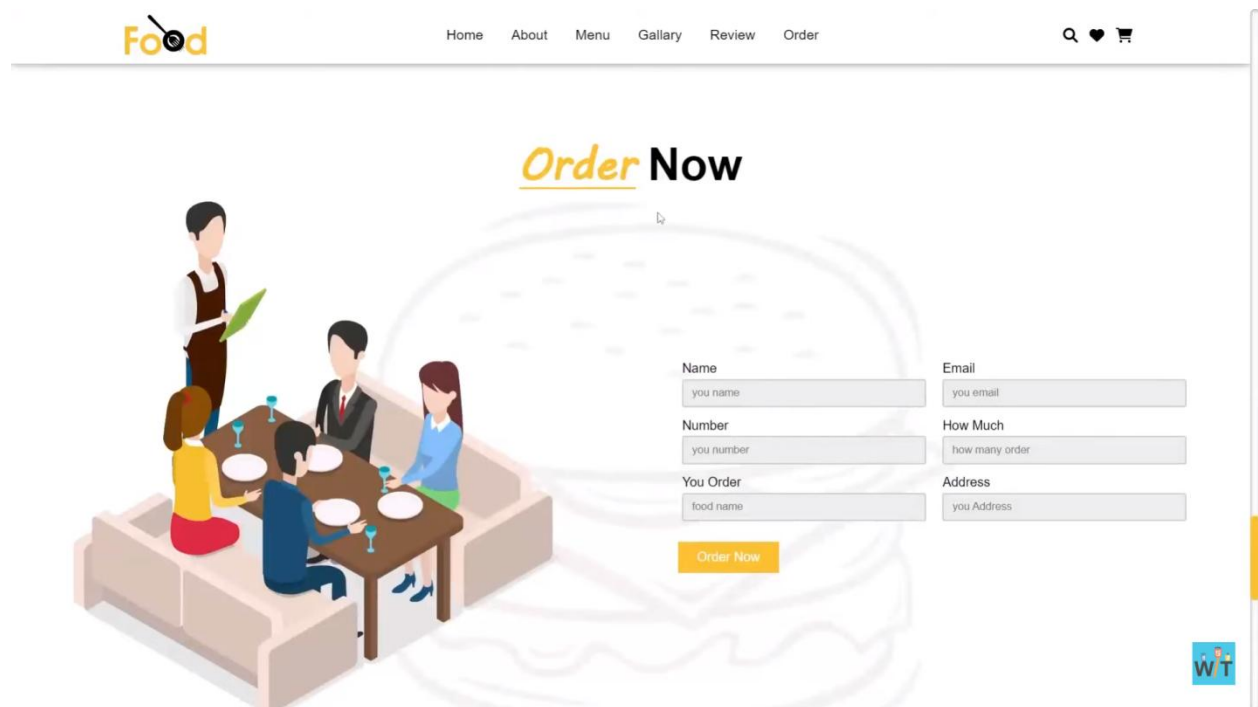 Food
Home About Menu Gallary Review Order
Order Now
Name Email
you name you email
Number How Much
you number how many order
You Order Address
food name you Address
Order Now
WIT